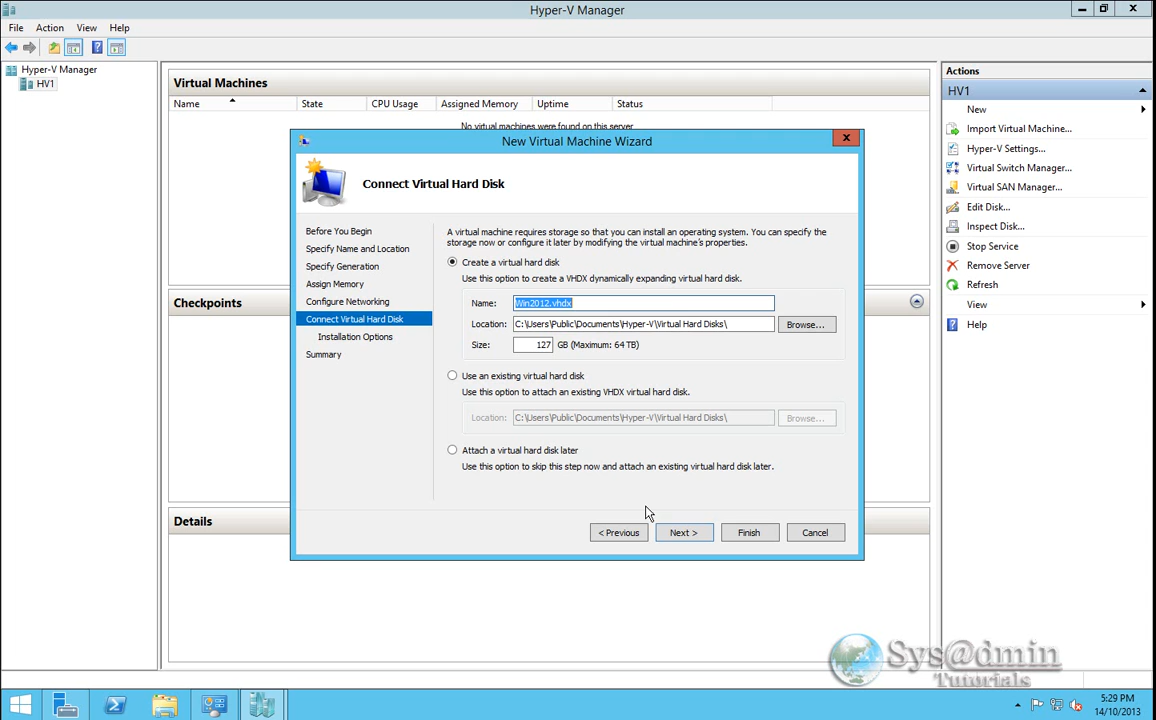 Hyper-V Manager
File Action View Help
Hyper-V Manager
HV1
Virtual Machines
Name State CPU Usage Assigned Memory Uptime Status
No virtual machines were found on this server.
Checkpoints
Details
New Virtual Machine Wizard
Connect Virtual Hard Disk
Before You Begin
Specify Name and Location
Specify Generation
Assign Memory
Configure Networking
Connect Virtual Hard Disk
Installation Options
Summary
A virtual machine requires storage so that you can install an operating system. You can specify the
storage now or configure it later by modifying the virtual machine's properties.
Create a virtual hard disk
Use this option to create a VHDX dynamically expanding virtual hard disk.
Name: Win2012.vhdx
Location: C:\Users\Public\Documents\Hyper-V\Virtual Hard Disks\ Browse...
Size: 127 GB (Maximum: 64 TB)
Use an existing virtual hard disk
Use this option to attach an existing VHDX virtual hard disk.
Location: C:\Users\Public\Documents\Hyper-V\Virtual Hard Disks\ Browse...
Attach a virtual hard disk later
Use this option to skip this step now and attach an existing virtual hard disk later.
< Previous Next > Finish Cancel
Actions
HV1
New
Import Virtual Machine...
Hyper-V Settings...
Virtual Switch Manager...
Virtual SAN Manager...
Edit Disk...
Inspect Disk...
Stop Service
Remove Server
Refresh
View
Help
Sys@dmin
Tutorials
5:29 PM
14/10/2013